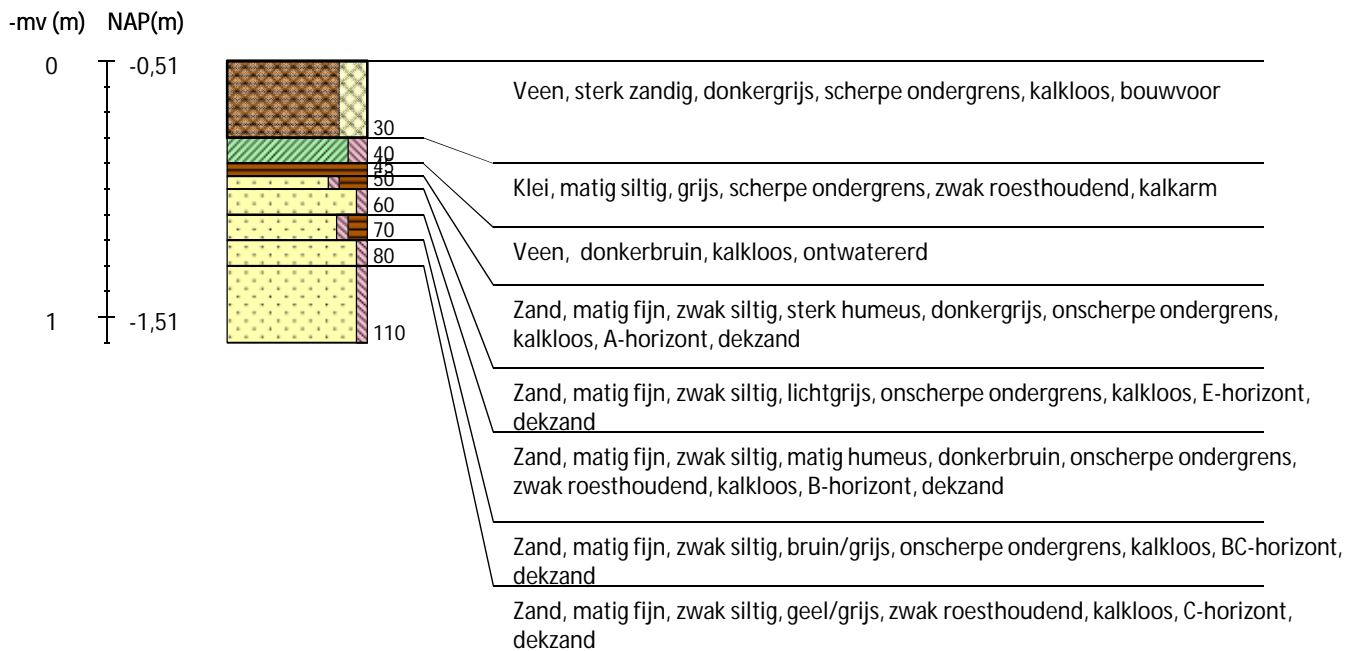 -mv (m) NAP(m)
0 -0,51
Veen, sterk zandig, donkergrijs, scherpe ondergrens, kalkloos, bouwvoor
30
40
Klei, matig siltig, grijs, scherpe ondergrens, zwak roesthoudend, kalkarm
45
50
60
Veen, donkerbruin, kalkloos, ontwatererd
70
80
Zand, matig fijn, zwak siltig, sterk humeus, donkergrijs, onscherpe ondergrens,
kalkloos, A-horizont, dekzand
1 -1,51
110
Zand, matig fijn, zwak siltig, lichtgrijs, onscherpe ondergrens, kalkloos, E-horizont,
dekzand
Zand, matig fijn, zwak siltig, matig humeus, donkerbruin, onscherpe ondergrens,
zwak roesthoudend, kalkloos, B-horizont, dekzand
Zand, matig fijn, zwak siltig, bruin/grijs, onscherpe ondergrens, kalkloos, BC-horizont,
dekzand
Zand, matig fijn, zwak siltig, geel/grijs, zwak roesthoudend, kalkloos, C-horizont,
dekzand